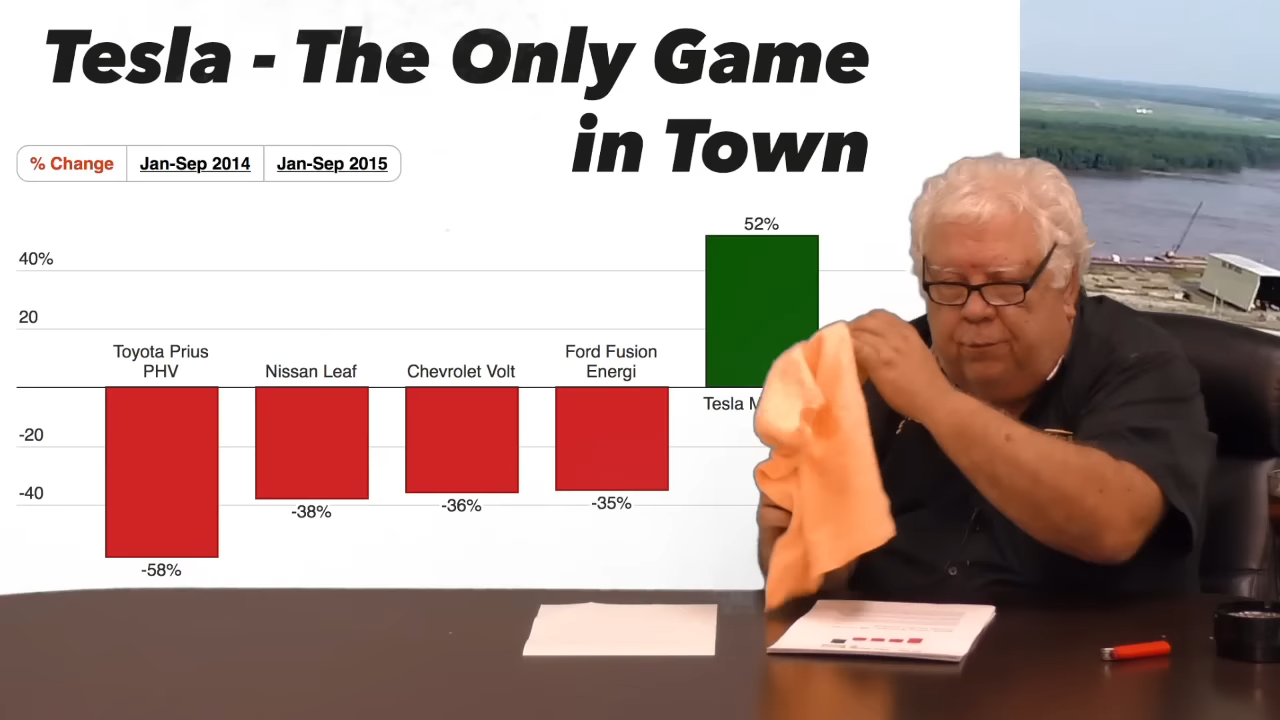 Tesla - The Only Game
in Town
% Change
Jan-Sep 2014
Jan-Sep 2015
52%
40%
20
Toyota Prius
PHV
Nissan Leaf
Chevrolet Volt
Ford Fusion
Energi
Tesla
-20
-40
-38%
-36%
-35%
-58%